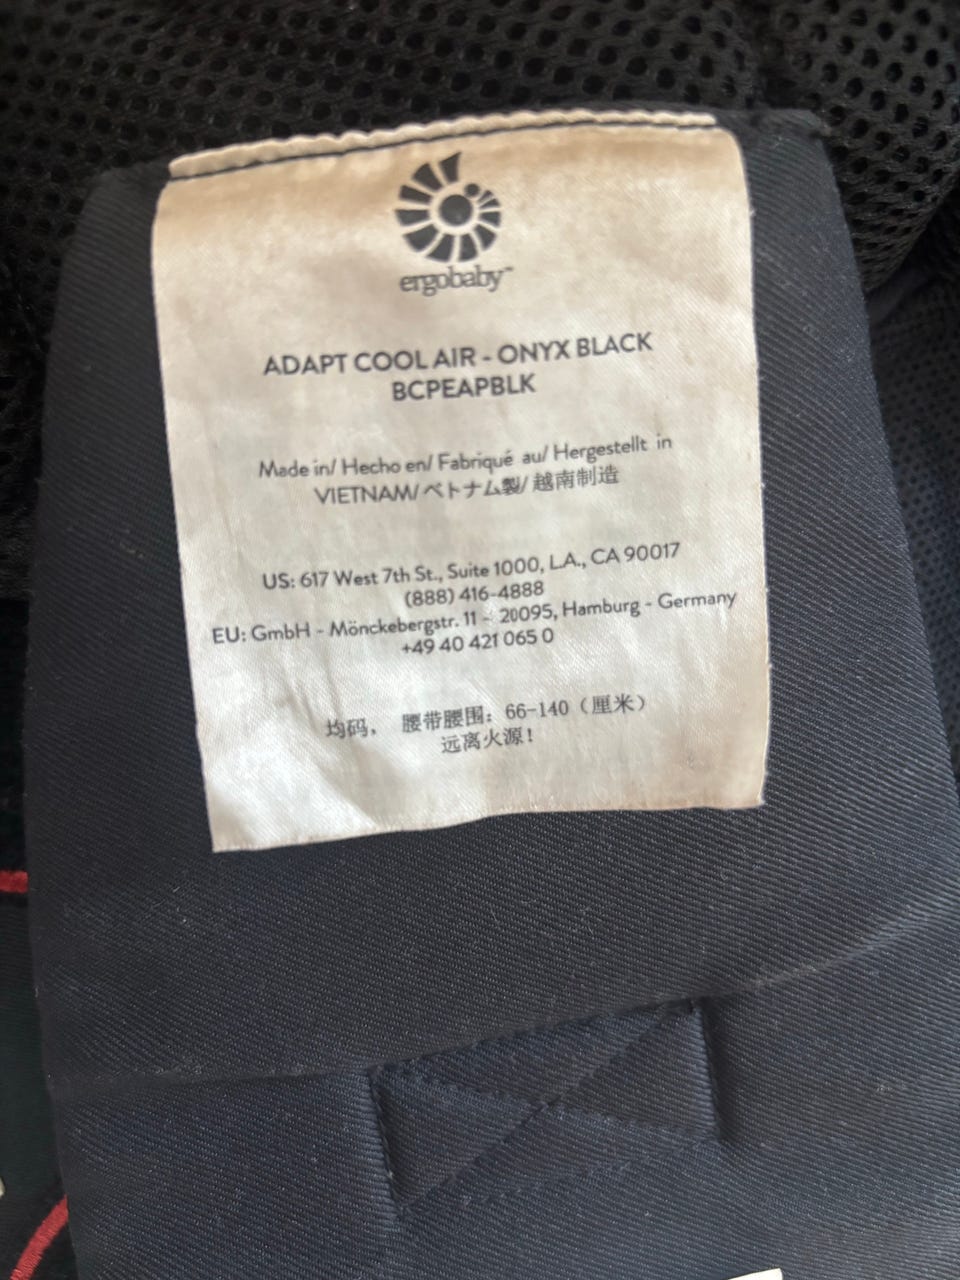 ergobaby™
ADAPT COOL AIR - ONYX BLACK
BCPEAPBLK
Made in/ Hecho en/ Fabriqué au/ Hergestellt in
VIETNAM/ベトナム製/ 越南制造
US: 617 West 7th St., Suite 1000, LA., CA 90017
(888) 416-4888
EU: GmbH - Mönckebergstr. 11 - 20095, Hamburg - Germany
+49 40 421 065 0
均码， 腰带腰围：66-140（厘米）
远离火源！